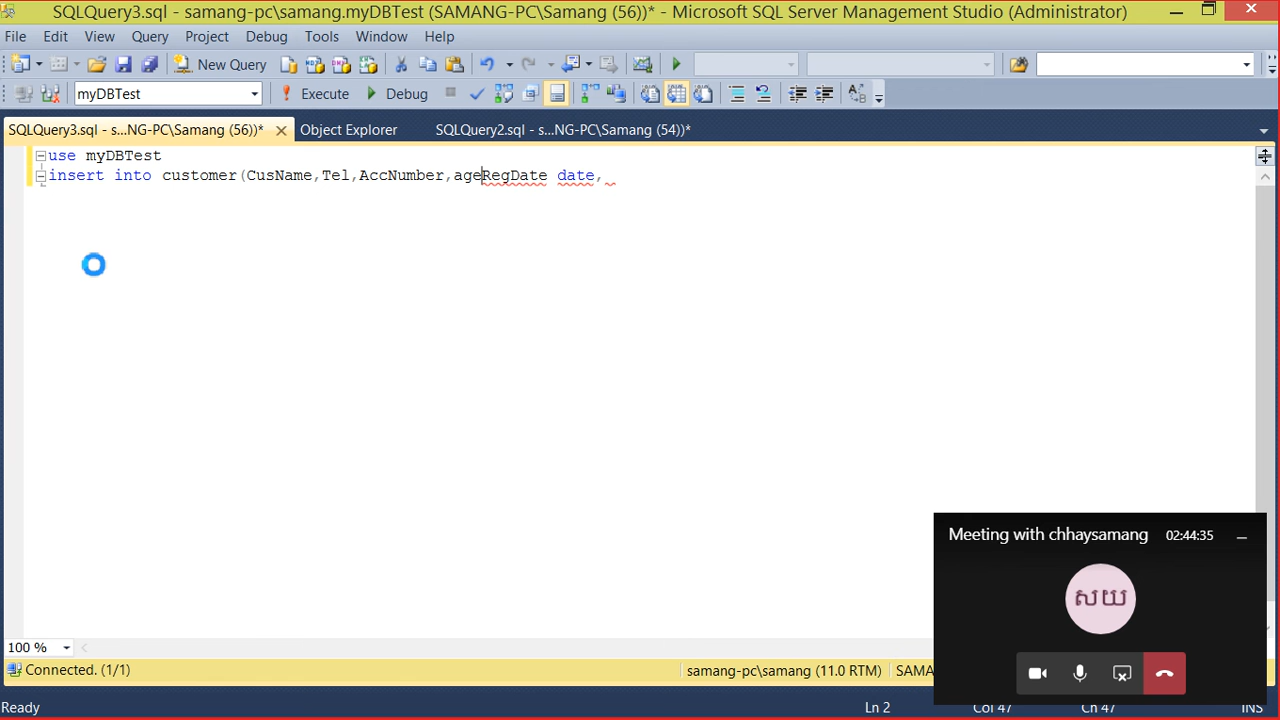 SQLQuery3.sql - samang-pc\samang.myDBTest (SAMANG-PC\Samang (56))* - Microsoft SQL Server Management Studio (Administrator)
File Edit View Query Project Debug Tools Window Help
New Query
myDBTest Execute Debug
SQLQuery3.sql - s...NG-PC\Samang (56))* Object Explorer SQLQuery2.sql - s...NG-PC\Samang (54))*
use myDBTest
insert into customer(CusName,Tel,AccNumber,ageRegDate date,
Meeting with chhaysamang 02:44:35
សយ
100 %
Connected. (1/1) samang-pc\samang (11.0 RTM) SAMA
Ready Ln 2 Col 47 Ch 47 INS